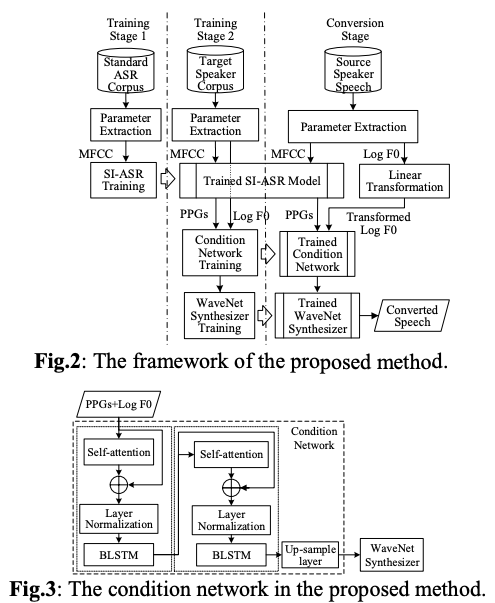 Training
Stage 1
Training
Stage 2
Conversion
Stage
Standard
ASR
Corpus
Target
Speaker
Corpus
Source
Speaker
Speech
Parameter
Extraction
Parameter
Extraction
Parameter Extraction
MFCC
MFCC
MFCC
Log F0
SI-ASR
Training
Trained SI-ASR Model
Linear
Transformation
PPGs
Log F0
PPGs
Transformed
Log F0
Condition
Network
Training
Trained
Condition
Network
WaveNet
Synthesizer
Training
Trained
WaveNet
Synthesizer
Converted
Speech
Fig.2: The framework of the proposed method.
PPGs+Log F0
Condition
Network
Self-attention
Self-attention
Layer
Normalization
Layer
Normalization
BLSTM
BLSTM
Up-sample
layer
WaveNet
Synthesizer
Fig.3: The condition network in the proposed method.